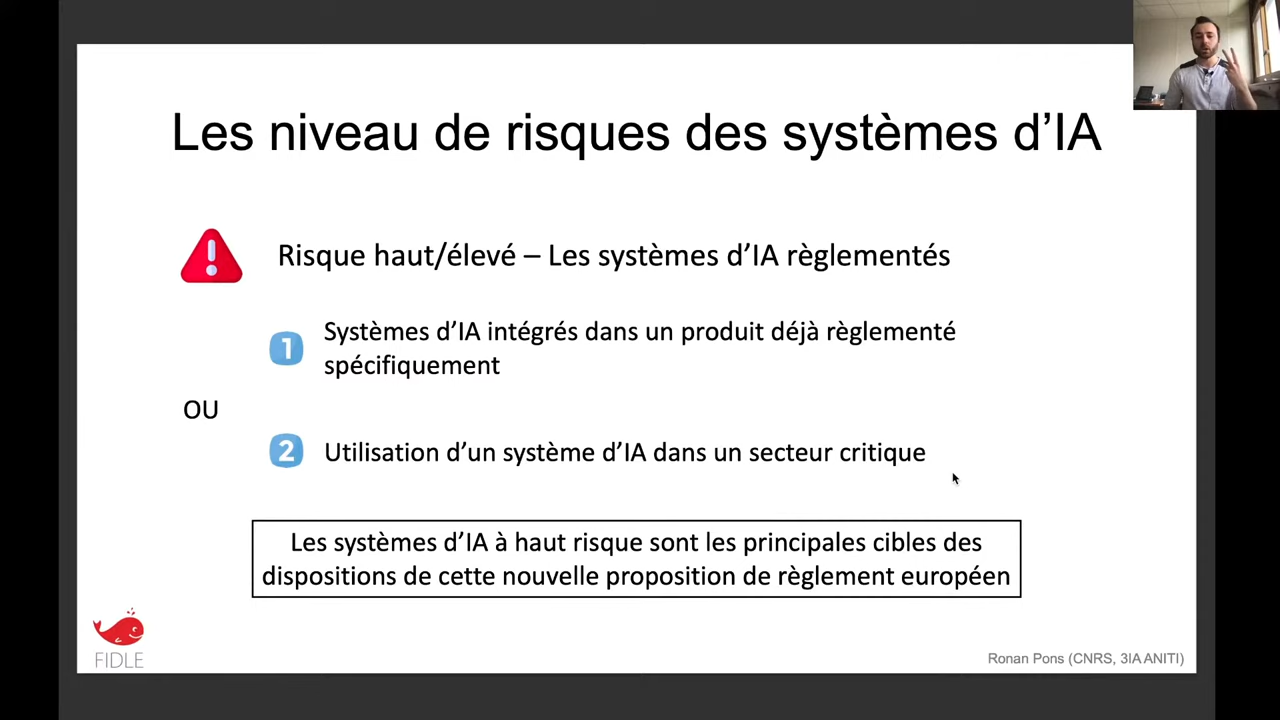 Les niveau de risques des systèmes d’IA
Risque haut/élevé – Les systèmes d’IA règlementés
1
Systèmes d’IA intégrés dans un produit déjà règlementé
spécifiquement
OU
2
Utilisation d’un système d’IA dans un secteur critique
Les systèmes d’IA à haut risque sont les principales cibles des
dispositions de cette nouvelle proposition de règlement européen
FIDLE
Ronan Pons (CNRS, 3IA ANITI)